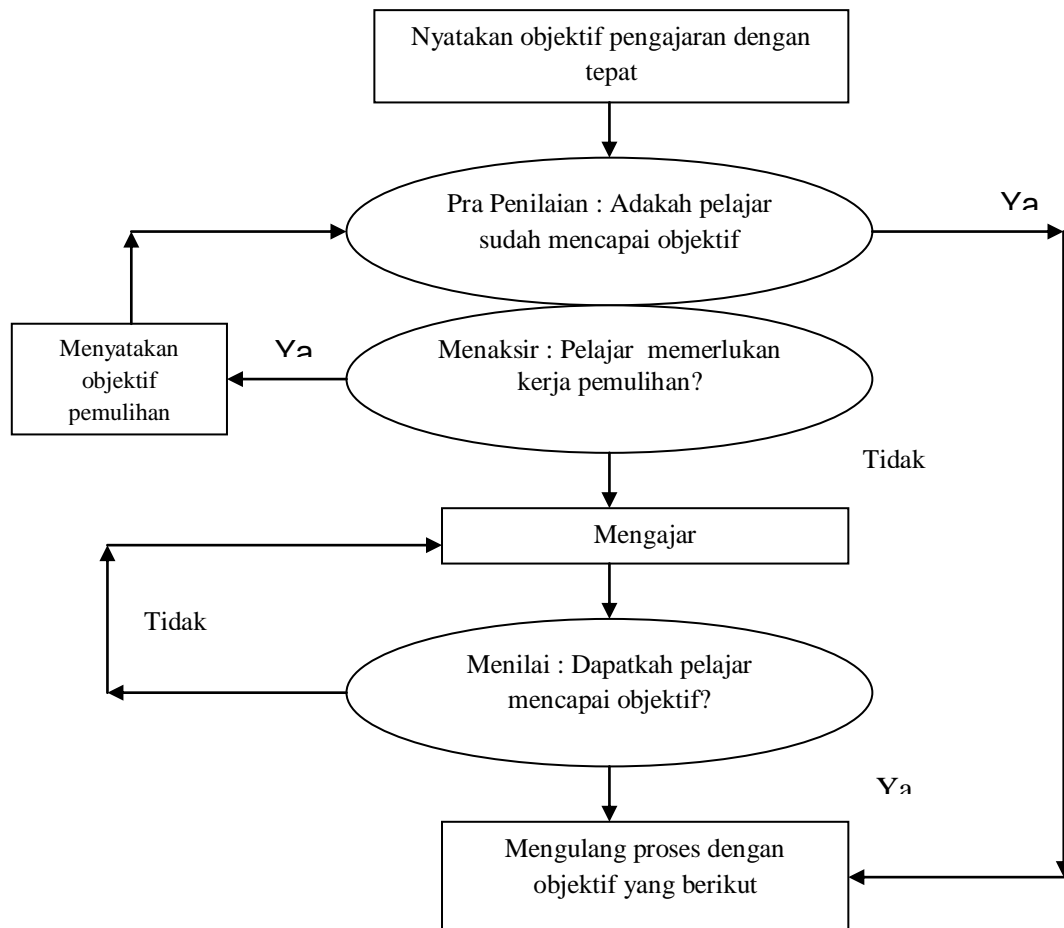 Nyatakan objektif pengajaran dengan
tepat
Pra Penilaian : Adakah pelajar
sudah mencapai objektif
Ya
Menyatakan
objektif
pemulihan
Ya
Menaksir : Pelajar memerlukan
kerja pemulihan?
Tidak
Mengajar
Tidak
Menilai : Dapatkah pelajar
mencapai objektif?
Ya
Mengulang proses dengan
objektif yang berikut